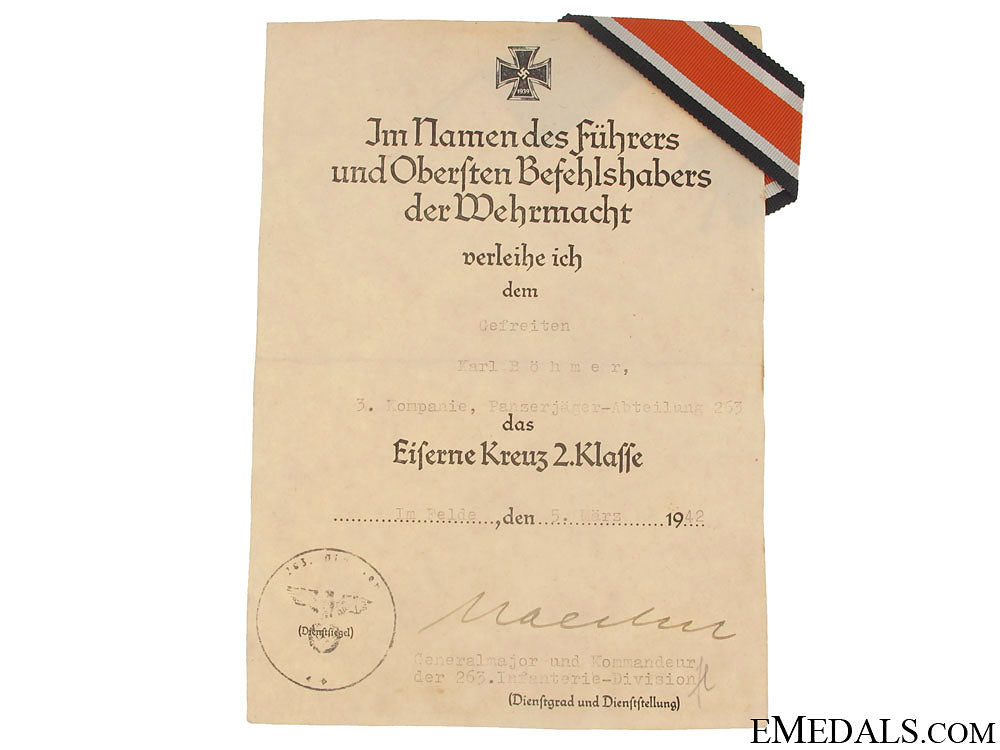 1939
Im Namen des Führers
und Oberſten Befehlshabers
der Wehrmacht
verleihe ich
dem
Gefreiten
Karl B ö h m e r,
3. Kompanie, Panzerjäger-Abteilung 263
das
Eiſerne Kreuz 2. Klaſſe
Im Felde, den 5. März 1942
263.
(Dienſtſiegel)
Generalmajor und Kommandeur
der 263.Infanterie-Division
(Dienſtgrad und Dienſtſtellung)
EMEDALS.COM